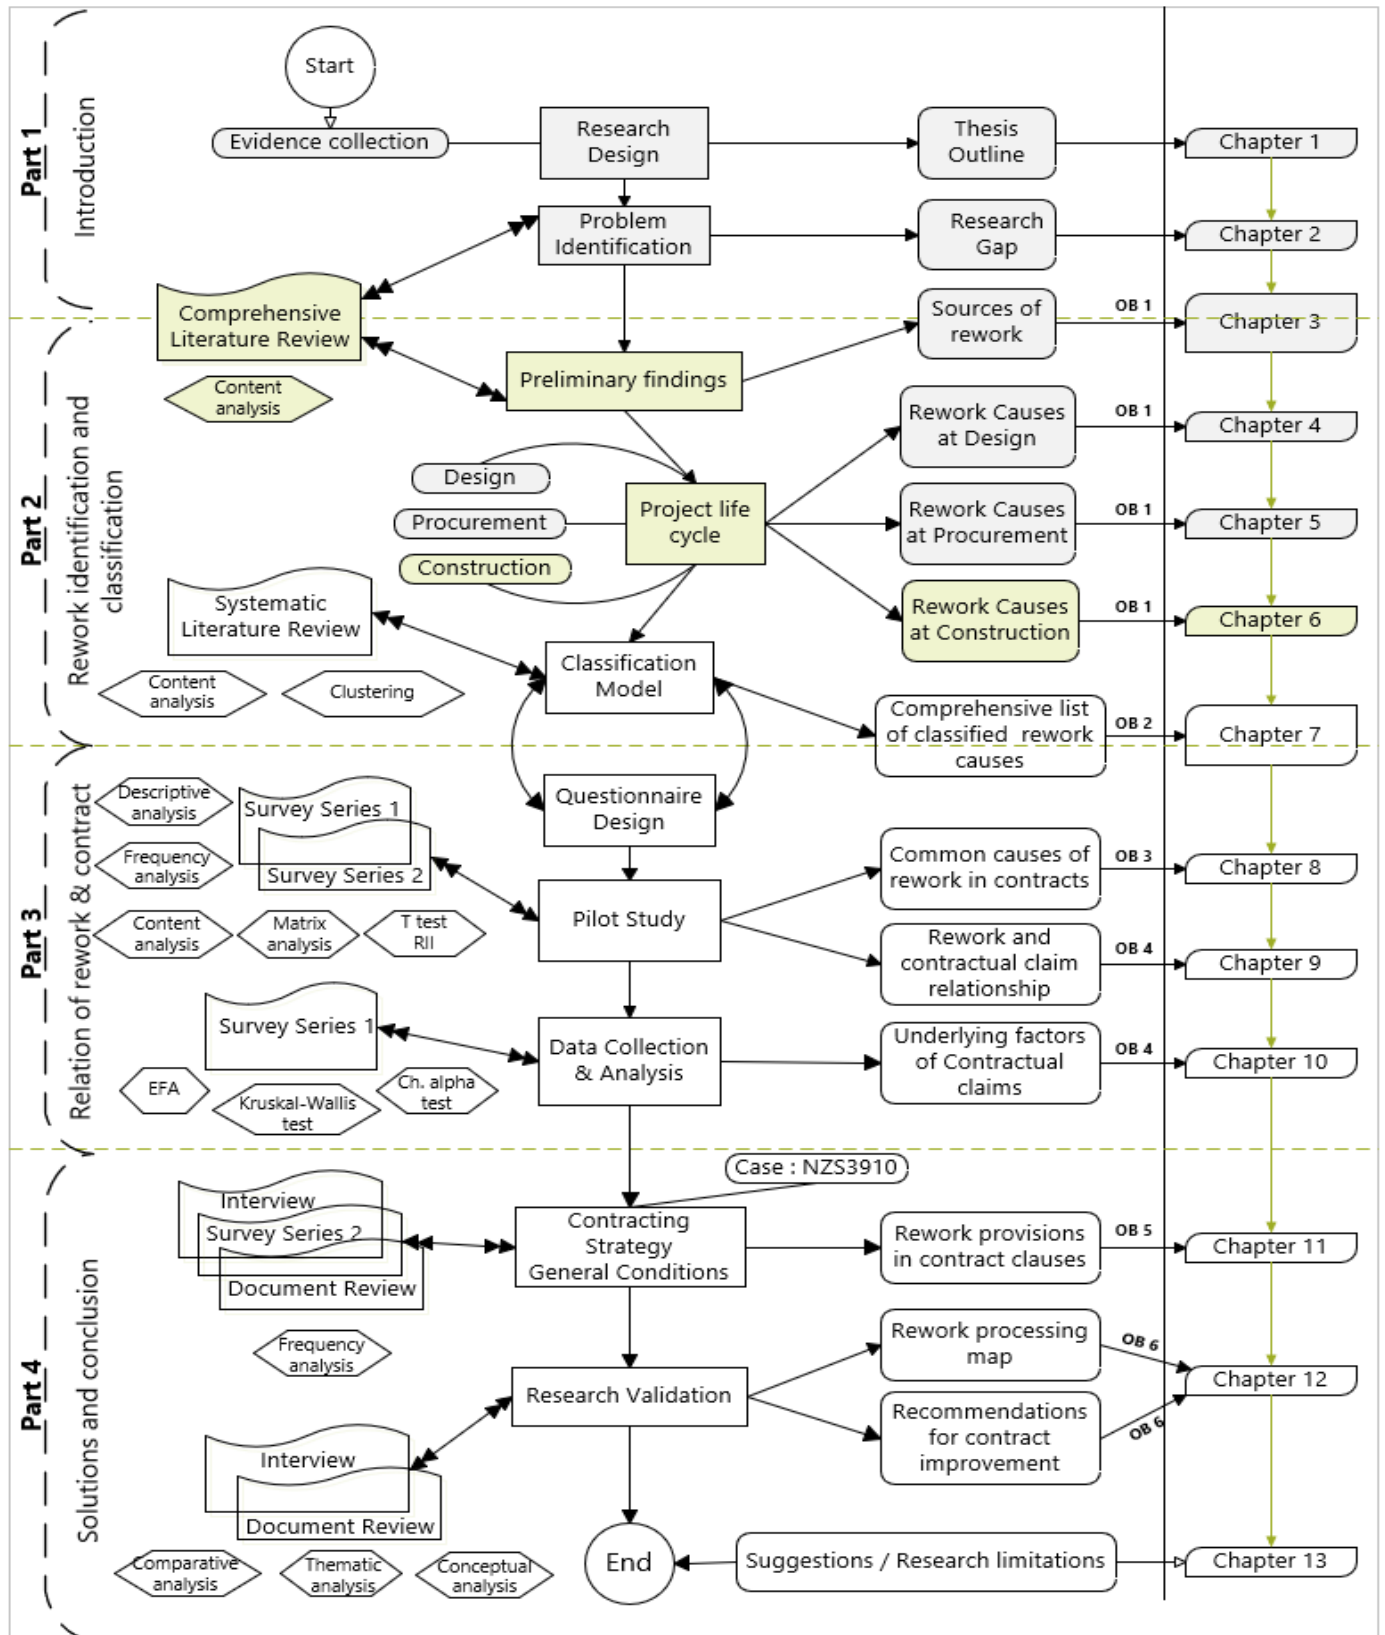 Part 1
Introduction
Start
Evidence collection
Research
Design
Thesis
Outline
Chapter 1
Problem
Identification
Research
Gap
Chapter 2
Comprehensive
Literature Review
Content
analysis
Preliminary findings
Sources of
rework
OB 1
Chapter 3
Part 2
Rework identification and
classification
Design
Procurement
Construction
Project life
cycle
Rework Causes
at Design
OB 1
Chapter 4
Rework Causes
at Procurement
OB 1
Chapter 5
Rework Causes
at Construction
OB 1
Chapter 6
Systematic
Literature Review
Content
analysis
Clustering
Classification
Model
Comprehensive list
of classified rework
causes
OB 2
Chapter 7
Part 3
Relation of rework & contract
Descriptive
analysis
Frequency
analysis
Content
analysis
Matrix
analysis
T test
RII
Survey Series 1
Survey Series 2
Questionnaire
Design
Pilot Study
Common causes of
rework in contracts
OB 3
Chapter 8
Rework and
contractual claim
relationship
OB 4
Chapter 9
Survey Series 1
EFA
Kruskal-Wallis
test
Ch. alpha
test
Data Collection
& Analysis
Underlying factors
of Contractual
claims
OB 4
Chapter 10
Part 4
Solutions and conclusion
Case : NZS3910
Interview
Survey Series 2
Document Review
Frequency
analysis
Contracting
Strategy
General Conditions
Rework provisions
in contract clauses
OB 5
Chapter 11
Research Validation
Rework processing
map
OB 6
Recommendations
for contract
improvement
OB 6
Chapter 12
Interview
Document Review
Comparative
analysis
Thematic
analysis
Conceptual
analysis
End
Suggestions / Research limitations
Chapter 13